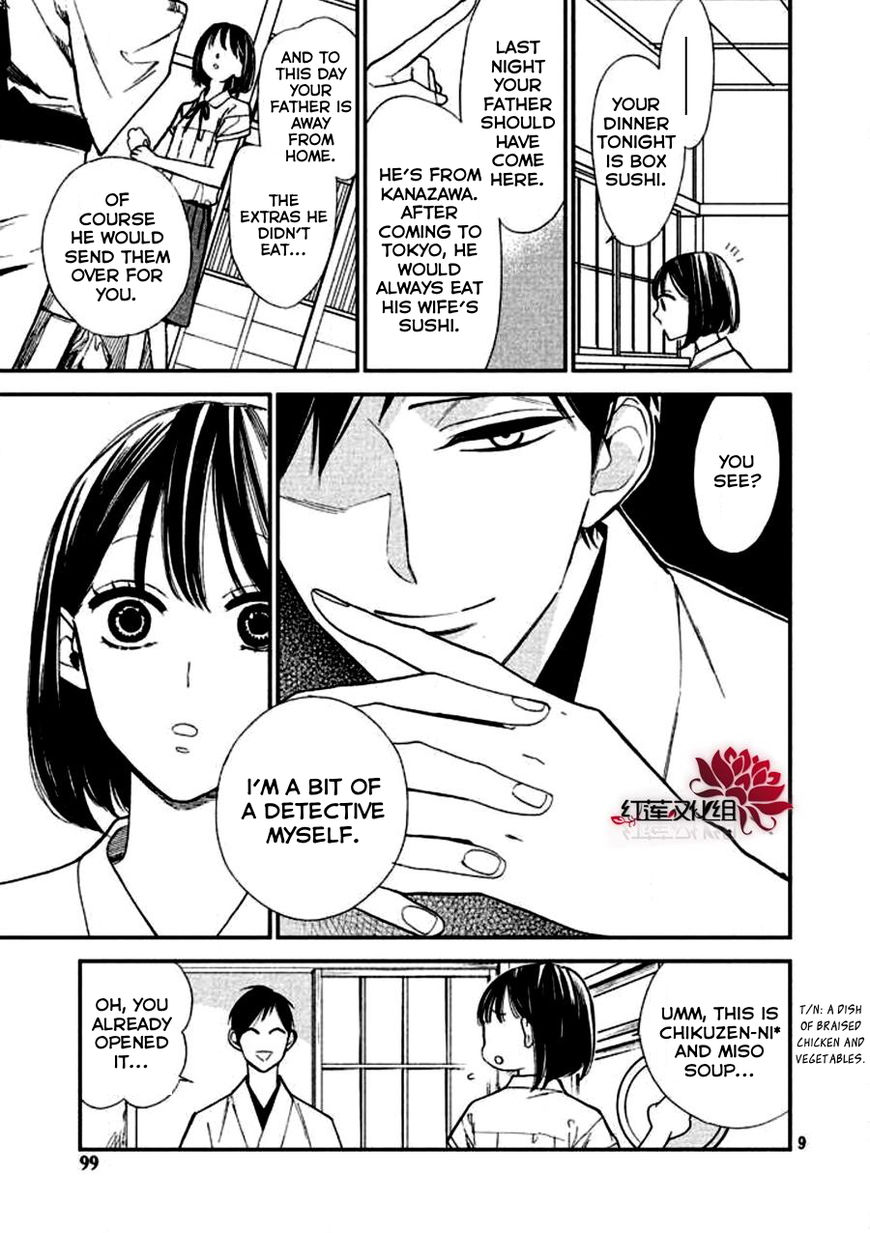 YOUR
DINNER
TONIGHT
IS BOX
SUSHI.
LAST
NIGHT
YOUR
FATHER
SHOULD
HAVE
COME
HERE.
HE'S FROM
KANAZAWA.
AFTER
COMING TO
TOKYO, HE
WOULD
ALWAYS EAT
HIS WIFE'S
SUSHI.
AND TO
THIS DAY
YOUR
FATHER IS
AWAY
FROM
HOME.
THE
EXTRAS HE
DIDN'T
EAT...
OF
COURSE
HE WOULD
SEND THEM
OVER FOR
YOU.
YOU
SEE?
I'M A BIT OF
A DETECTIVE
MYSELF.
红莲文化组
UMM, THIS IS
CHIKUZEN-NI*
AND MISO
SOUP...
T/N: A DISH
OF BRAISED
CHICKEN AND
VEGETABLES.
OH, YOU
ALREADY
OPENED
IT...
9
99